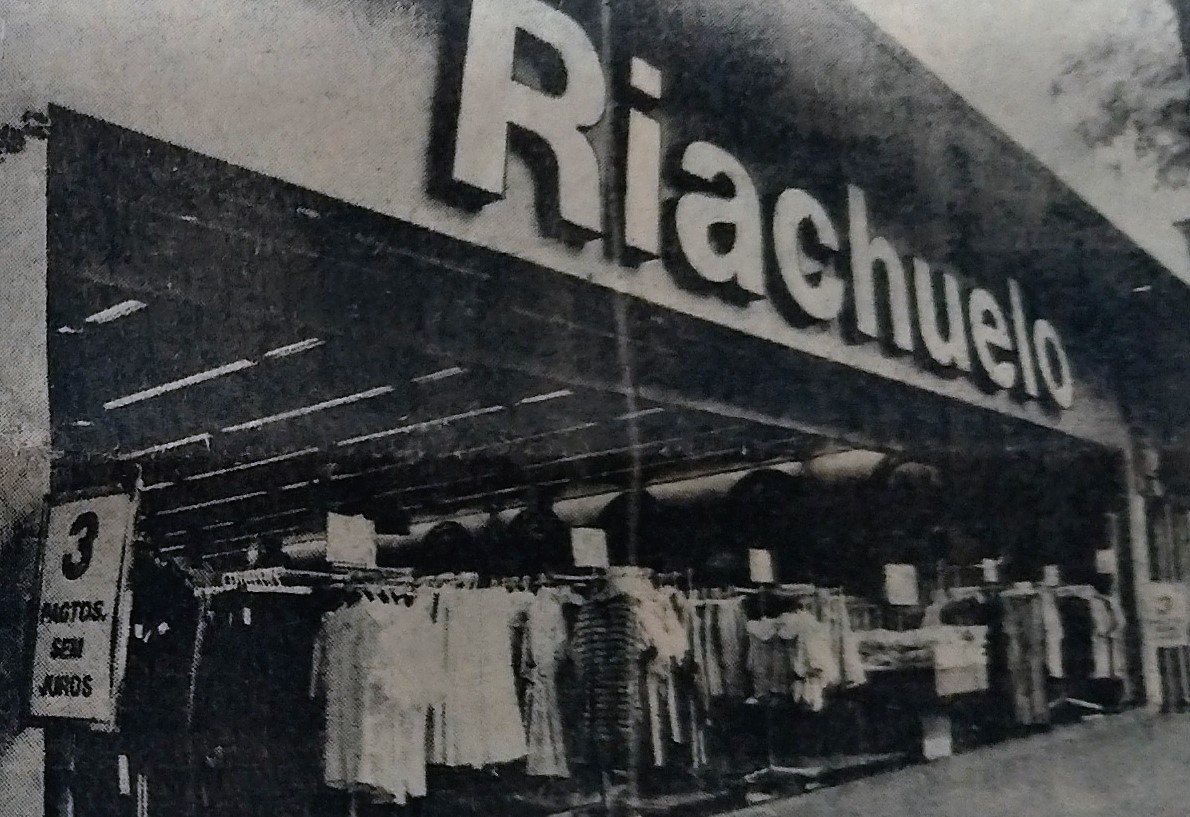 Riachuelo
3
PAGTOS.
SEM
JUROS